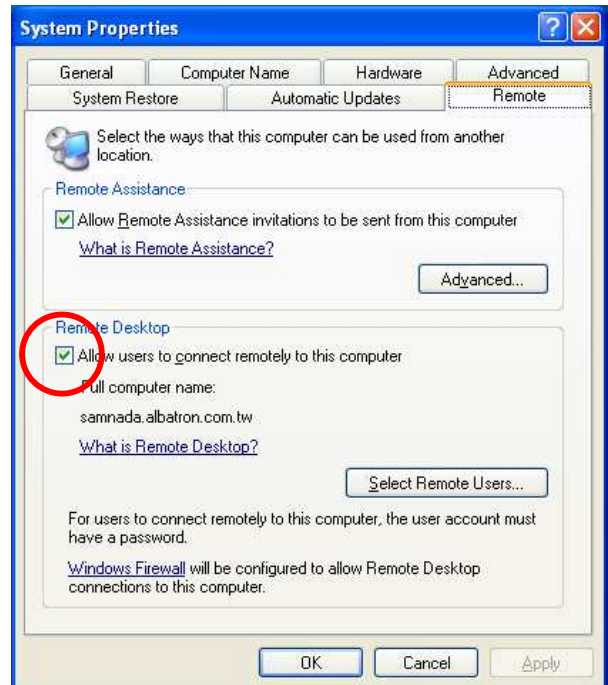 System Properties
General Computer Name Hardware Advanced
System Restore Automatic Updates Remote
Select the ways that this computer can be used from another
location.
Remote Assistance
Allow Remote Assistance invitations to be sent from this computer
What is Remote Assistance?
Advanced...
Remote Desktop
Allow users to connect remotely to this computer
Full computer name:
samnada.albatron.com.tw
What is Remote Desktop?
Select Remote Users...
For users to connect remotely to this computer, the user account must
have a password.
Windows Firewall will be configured to allow Remote Desktop
connections to this computer.
OK Cancel Apply